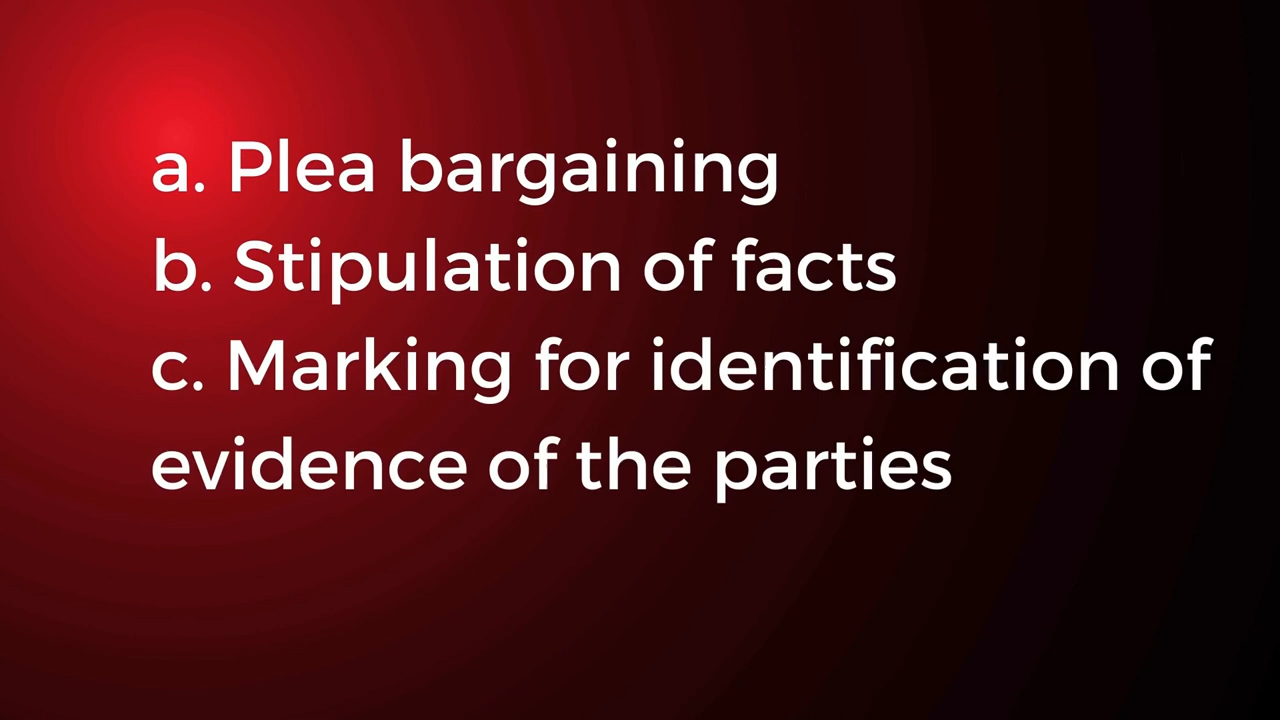 a. Plea bargaining
b. Stipulation of facts
c. Marking for identification of
evidence of the parties